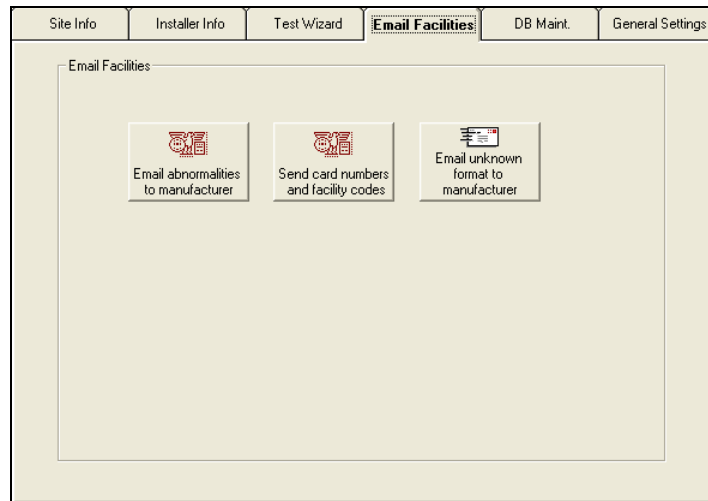 Site Info Installer Info Test Wizard Email Facilities DB Maint. General Settings
Email Facilities
Email abnormalities
to manufacturer
Send card numbers
and facility codes
Email unknown
format to
manufacturer